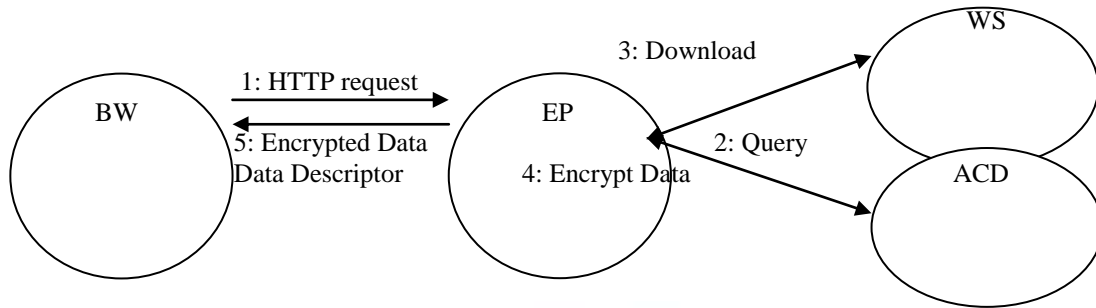 WS
3: Download
1: HTTP request
BW
EP
5: Encrypted Data
Data Descriptor
2: Query
4: Encrypt Data
ACD